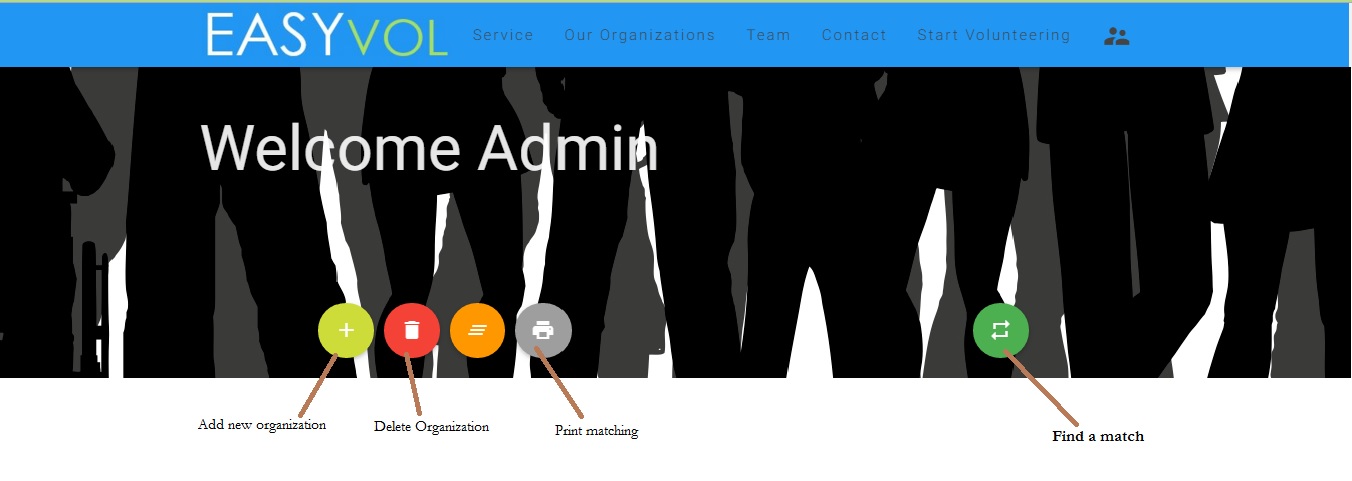 EASYVOL Service Our Organizations Team Contact Start Volunteering
Welcome Admin
Add new organization Delete Organization Print matching Find a match